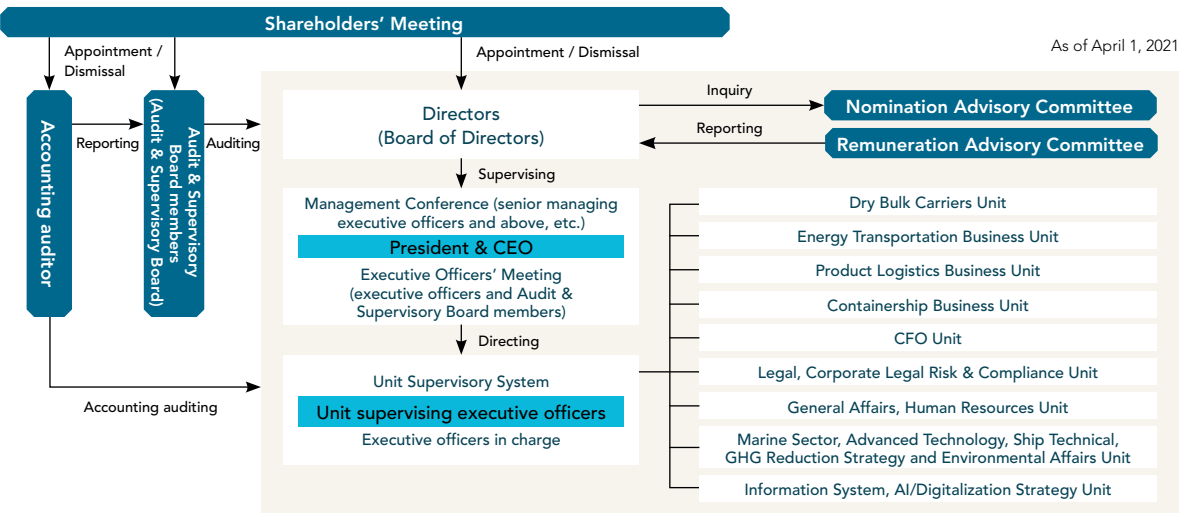 Shareholders’ Meeting
As of April 1, 2021
Appointment /
Dismissal
Appointment / Dismissal
Accounting auditor
Reporting
Audit & Supervisory
Board members
(Audit & Supervisory Board)
Auditing
Directors
(Board of Directors)
Inquiry
Reporting
Nomination Advisory Committee
Remuneration Advisory Committee
Supervising
Management Conference (senior managing
executive officers and above, etc.)
President & CEO
Executive Officers’ Meeting
(executive officers and Audit &
Supervisory Board members)
Directing
Unit Supervisory System
Unit supervising executive officers
Executive officers in charge
Accounting auditing
Dry Bulk Carriers Unit
Energy Transportation Business Unit
Product Logistics Business Unit
Containership Business Unit
CFO Unit
Legal, Corporate Legal Risk & Compliance Unit
General Affairs, Human Resources Unit
Marine Sector, Advanced Technology, Ship Technical,
GHG Reduction Strategy and Environmental Affairs Unit
Information System, AI/Digitalization Strategy Unit